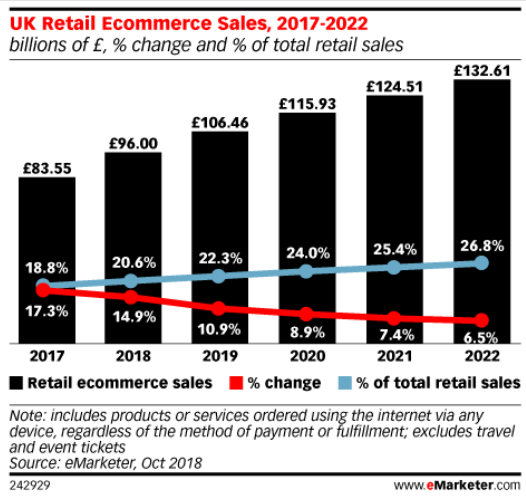 UK Retail Ecommerce Sales, 2017-2022
billions of £, % change and % of total retail sales
£132.61
£124.51
£115.93
£106.46
£96.00
£83.55
18.8% 20.6% 22.3% 24.0% 25.4% 26.8%
17.3% 14.9% 10.9% 8.9% 7.4% 6.5%
2017 2018 2019 2020 2021 2022
Retail ecommerce sales % change % of total retail sales
Note: includes products or services ordered using the internet via any
device, regardless of the method of payment or fulfillment; excludes travel
and event tickets
Source: eMarketer, Oct 2018
242929 www.eMarketer.com